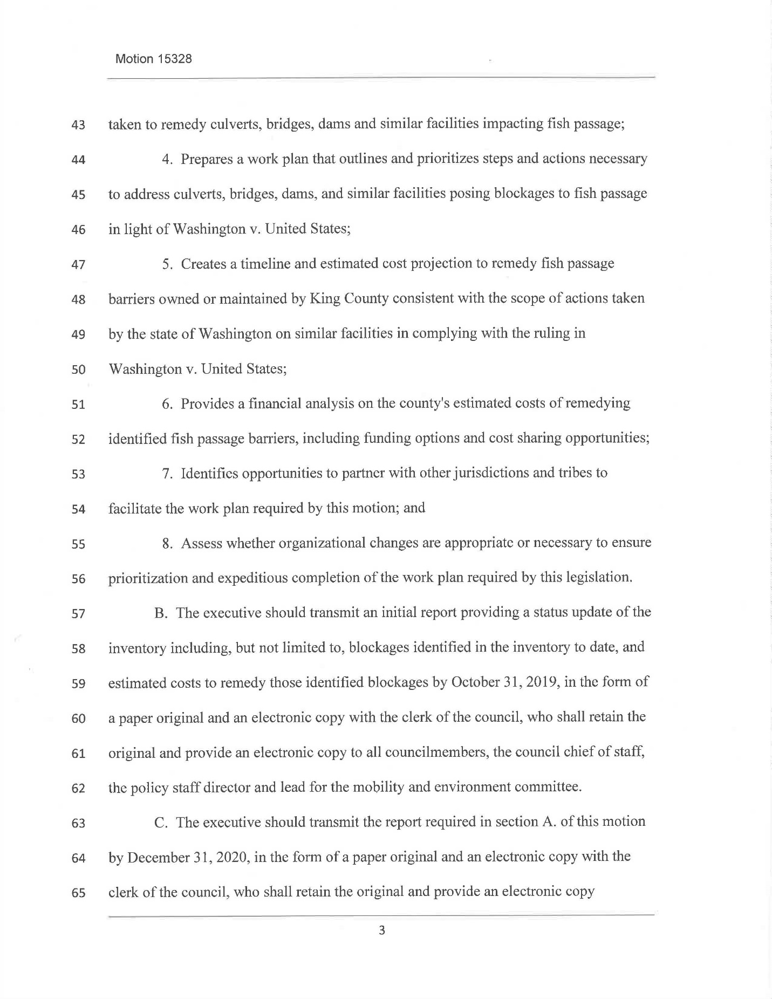 Motion 15328
43 taken to remedy culverts, bridges, dams and similar facilities impacting fish passage;
44 4. Prepares a work plan that outlines and prioritizes steps and actions necessary
45 to address culverts, bridges, dams, and similar facilities posing blockages to fish passage
46 in light of Washington v. United States;
47 5. Creates a timeline and estimated cost projection to remedy fish passage
48 barriers owned or maintained by King County consistent with the scope of actions taken
49 by the state of Washington on similar facilities in complying with the ruling in
50 Washington v. United States;
51 6. Provides a financial analysis on the county's estimated costs of remedying
52 identified fish passage barriers, including funding options and cost sharing opportunities;
53 7. Identifies opportunities to partner with other jurisdictions and tribes to
54 facilitate the work plan required by this motion; and
55 8. Assess whether organizational changes are appropriate or necessary to ensure
56 prioritization and expeditious completion of the work plan required by this legislation.
57 B. The executive should transmit an initial report providing a status update of the
58 inventory including, but not limited to, blockages identified in the inventory to date, and
59 estimated costs to remedy those identified blockages by October 31, 2019, in the form of
60 a paper original and an electronic copy with the clerk of the council, who shall retain the
61 original and provide an electronic copy to all councilmembers, the council chief of staff,
62 the policy staff director and lead for the mobility and environment committee.
63 C. The executive should transmit the report required in section A. of this motion
64 by December 31, 2020, in the form of a paper original and an electronic copy with the
65 clerk of the council, who shall retain the original and provide an electronic copy
3